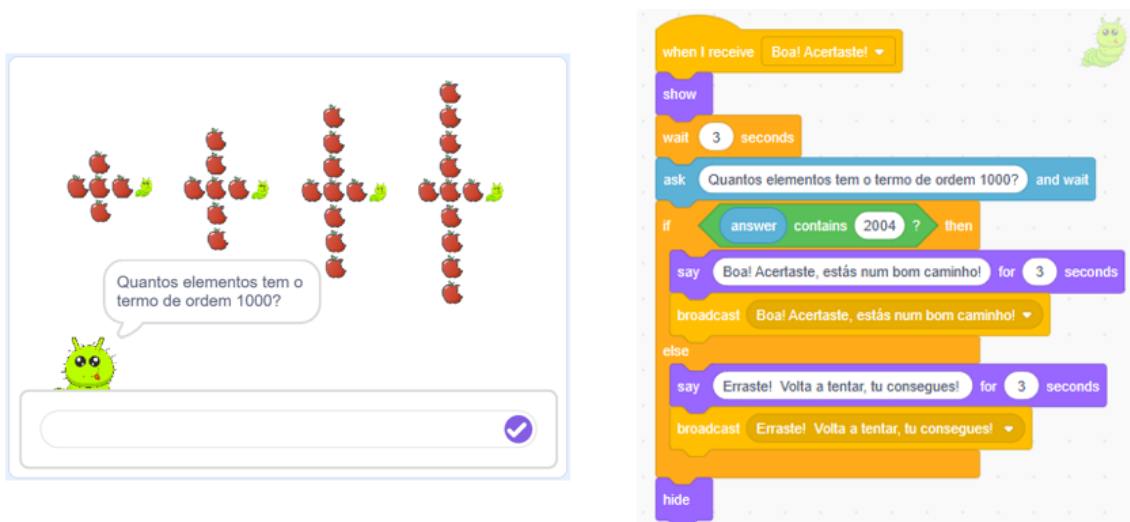 Quantos elementos tem o
termo de ordem 1000?
when I receive Boa! Acertaste!
show
wait 3 seconds
ask Quantos elementos tem o termo de ordem 1000? and wait
if answer contains 2004 ? then
say Boa! Acertaste, estás num bom caminho! for 3 seconds
broadcast Boa! Acertaste, estás num bom caminho!
else
say Erraste! Volta a tentar, tu consegues! for 3 seconds
broadcast Erraste! Volta a tentar, tu consegues!
hide